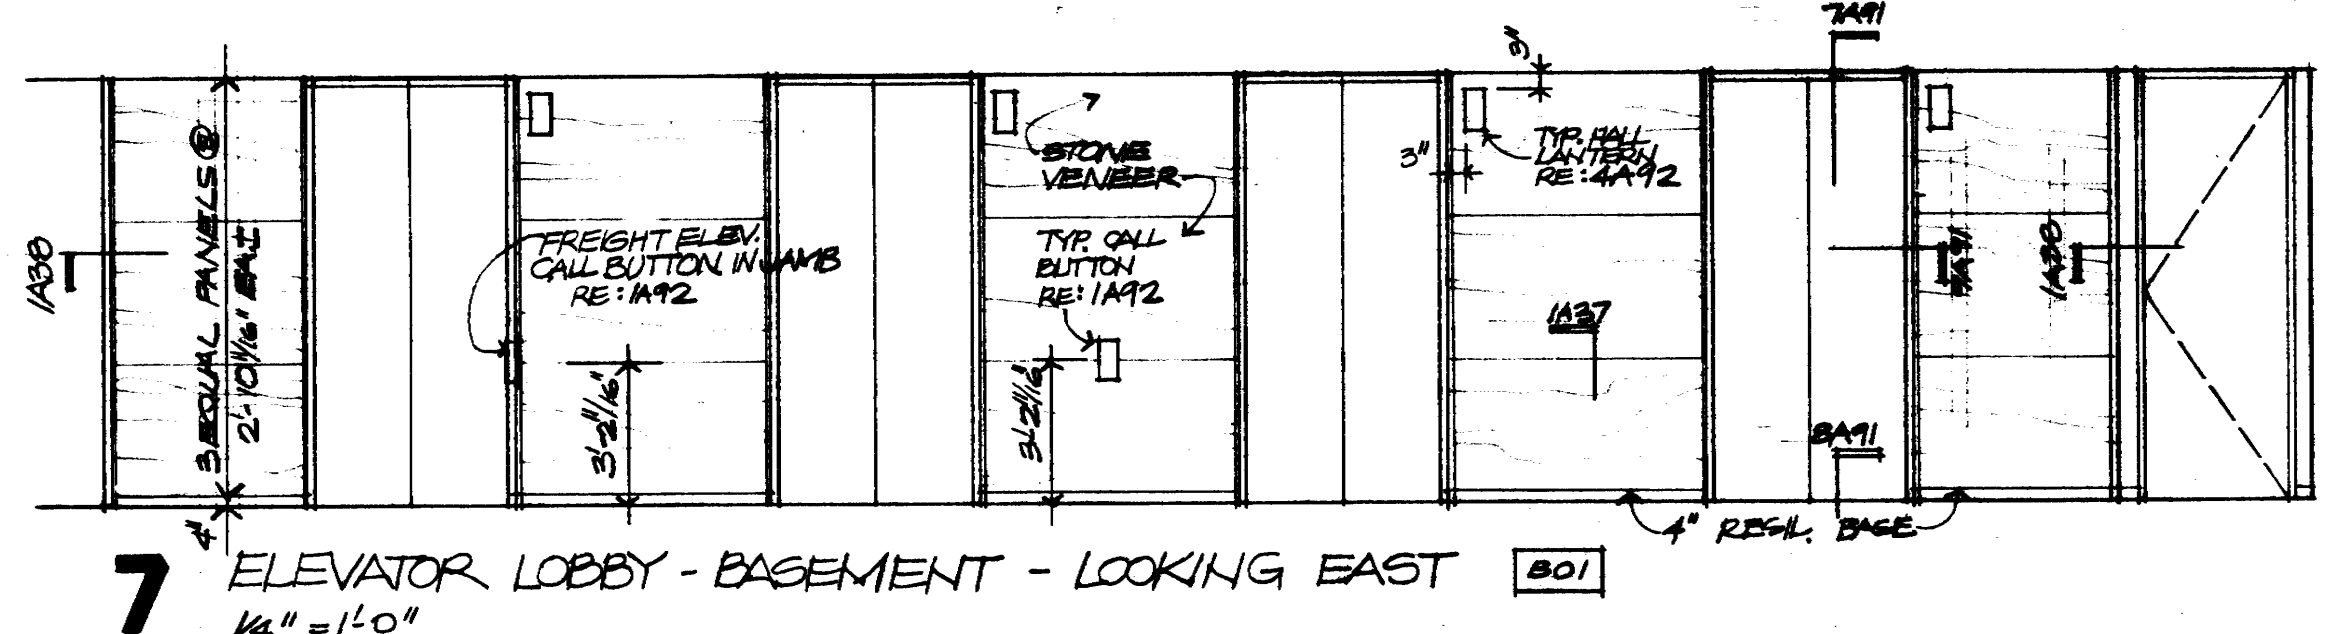 7A91
3"
3 EQUAL PANELS @
2'-10 11/16" EA.±
4"
1A38
FREIGHT ELEV.
CALL BUTTON IN JAMB
RE: 1A92
3'-2 11/16"
STONE
VENEER
TYP. CALL
BUTTON
RE: 1A92
3'-2 11/16"
3"
TYP. HALL
LANTERN
RE: 4A92
1A37
1A38
8A91
4" RESIL. BASE
7 ELEVATOR LOBBY - BASEMENT - LOOKING EAST B01
1/4" = 1'-0"